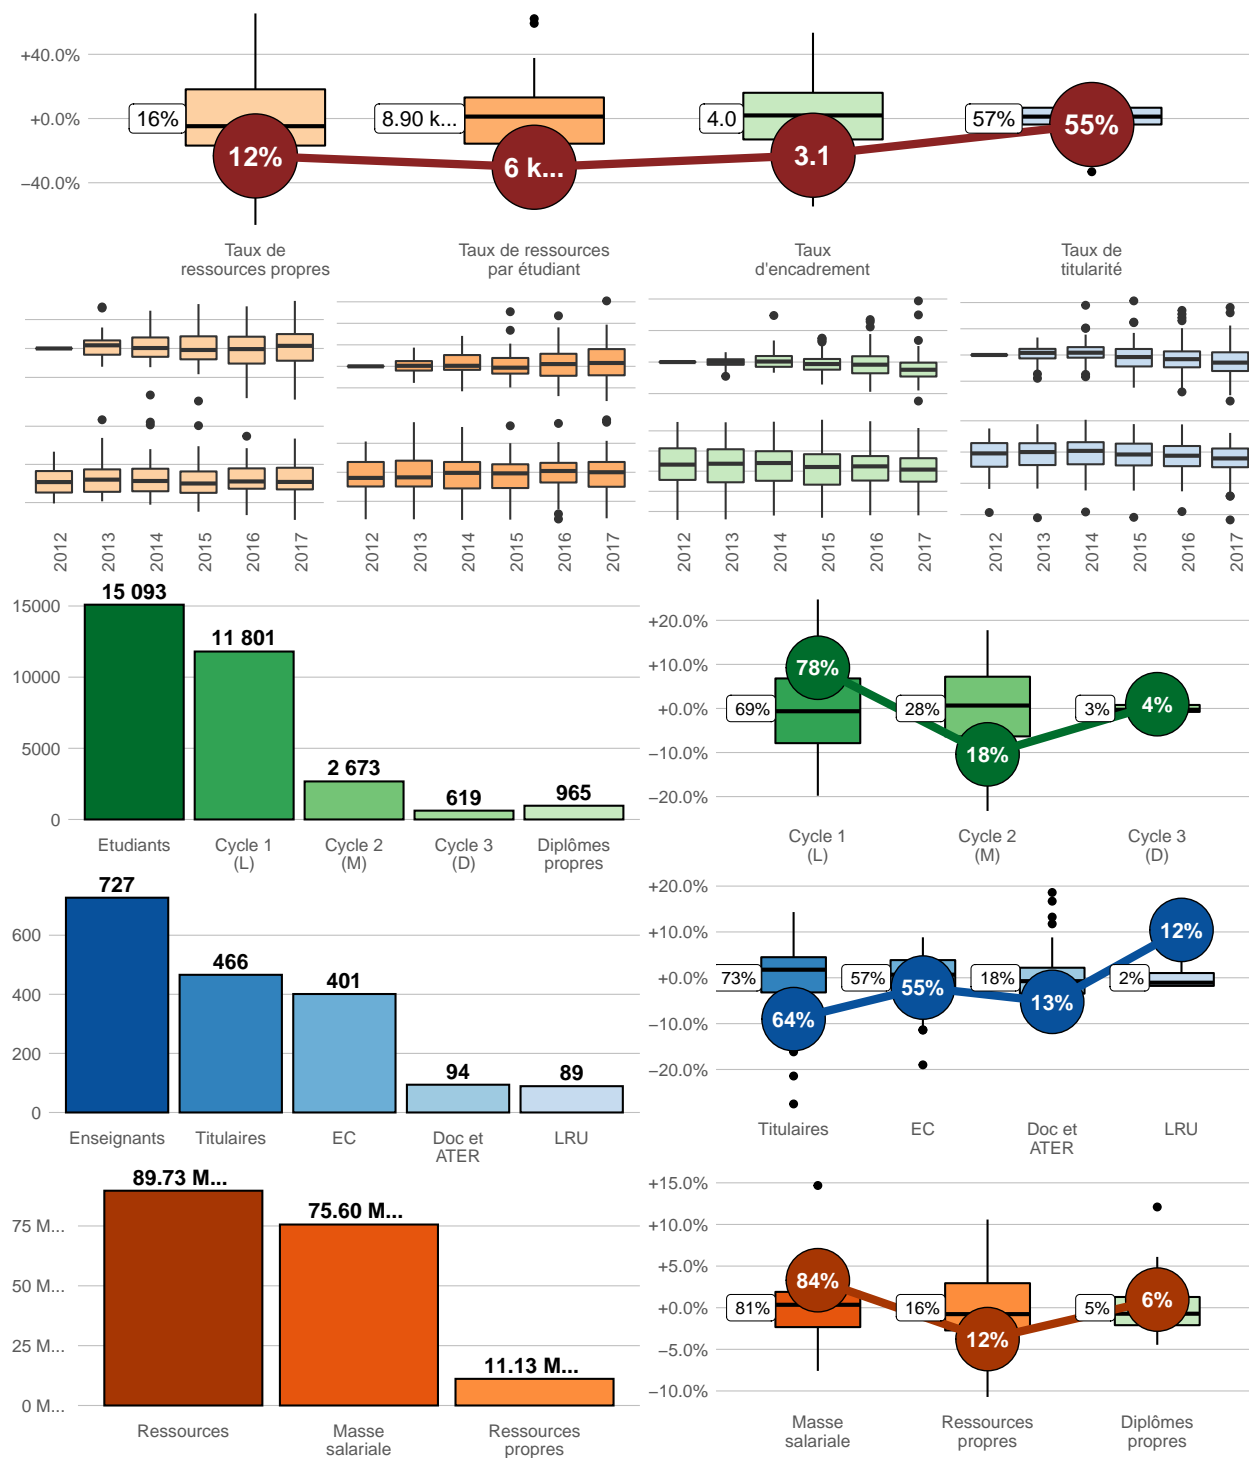 +40.0%
+0.0%
−40.0%
16%
8.90 k...
4.0
57%
12%
6 k...
3.1
55%
Taux de
ressources propres
Taux de ressources
par étudiant
Taux
d'encadrement
Taux de
titularité
2012
2013
2014
2015
2016
2017
2012
2013
2014
2015
2016
2017
2012
2013
2014
2015
2016
2017
2012
2013
2014
2015
2016
2017
15000
10000
5000
0
15 093
11 801
2 673
619
965
Etudiants
Cycle 1
(L)
Cycle 2
(M)
Cycle 3
(D)
Diplômes
propres
+20.0%
+10.0%
+0.0%
−10.0%
−20.0%
69%
28%
3%
78%
18%
4%
Cycle 1
(L)
Cycle 2
(M)
Cycle 3
(D)
600
400
200
0
727
466
401
94
89
Enseignants
Titulaires
EC
Doc et
ATER
LRU
+20.0%
+10.0%
+0.0%
−10.0%
−20.0%
73%
57%
18%
2%
64%
55%
13%
12%
Titulaires
EC
Doc et
ATER
LRU
75 M...
50 M...
25 M...
0 M...
89.73 M...
75.60 M...
11.13 M...
Ressources
Masse
salariale
Ressources
propres
+15.0%
+10.0%
+5.0%
+0.0%
−5.0%
−10.0%
81%
16%
5%
84%
12%
6%
Masse
salariale
Ressources
propres
Diplômes
propres